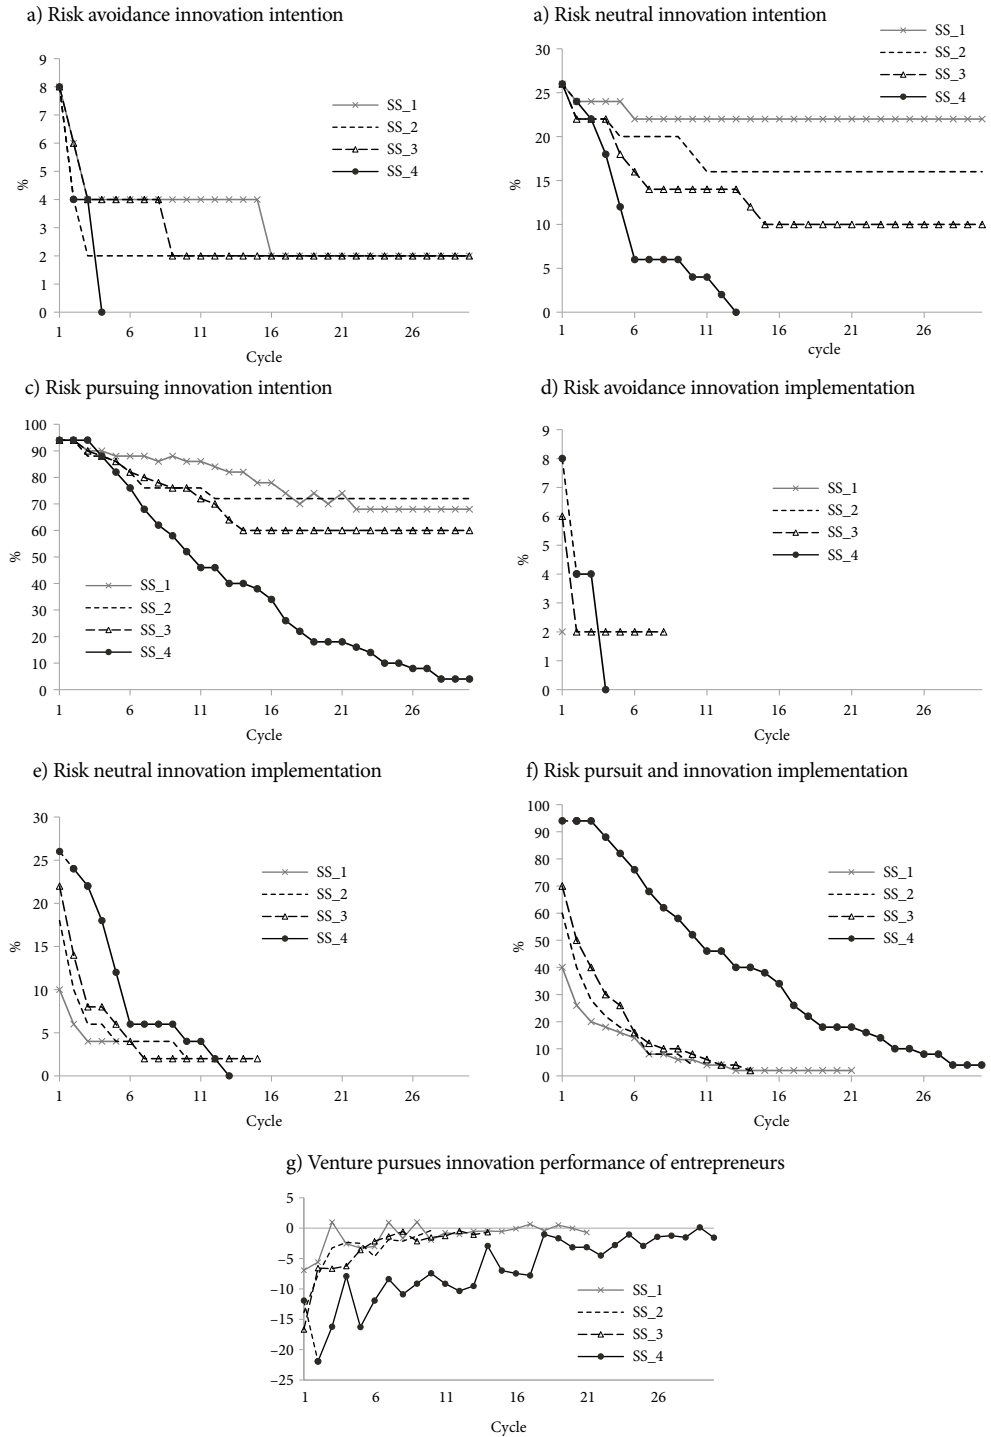 a) Risk avoidance innovation intention
9
8
7
6
5
4
3
2
1
0
%
1 6 11 16 21 26
Cycle
SS_1
SS_2
SS_3
SS_4
a) Risk neutral innovation intention
30
25
20
15
10
5
0
%
1 6 11 16 21 26
cycle
SS_1
SS_2
SS_3
SS_4
c) Risk pursuing innovation intention
100
90
80
70
60
50
40
30
20
10
0
%
1 6 11 16 21 26
Cycle
SS_1
SS_2
SS_3
SS_4
d) Risk avoidance innovation implementation
9
8
7
6
5
4
3
2
1
0
%
1 6 11 16 21 26
Cycle
SS_1
SS_2
SS_3
SS_4
e) Risk neutral innovation implementation
30
25
20
15
10
5
0
%
1 6 11 16 21 26
Cycle
SS_1
SS_2
SS_3
SS_4
f) Risk pursuit and innovation implementation
100
90
80
70
60
50
40
30
20
10
0
%
1 6 11 16 21 26
Cycle
SS_1
SS_2
SS_3
SS_4
g) Venture pursues innovation performance of entrepreneurs
5
0
−5
−10
−15
−20
−25
1 6 11 16 21 26
Cycle
SS_1
SS_2
SS_3
SS_4